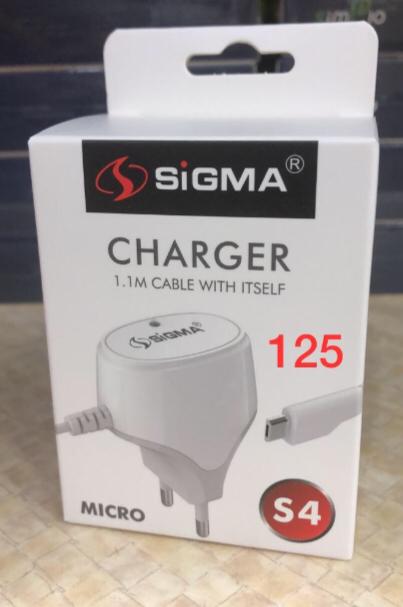 SiGMA®
CHARGER
1.1M CABLE WITH ITSELF
SiGMA®
125
MICRO
S4